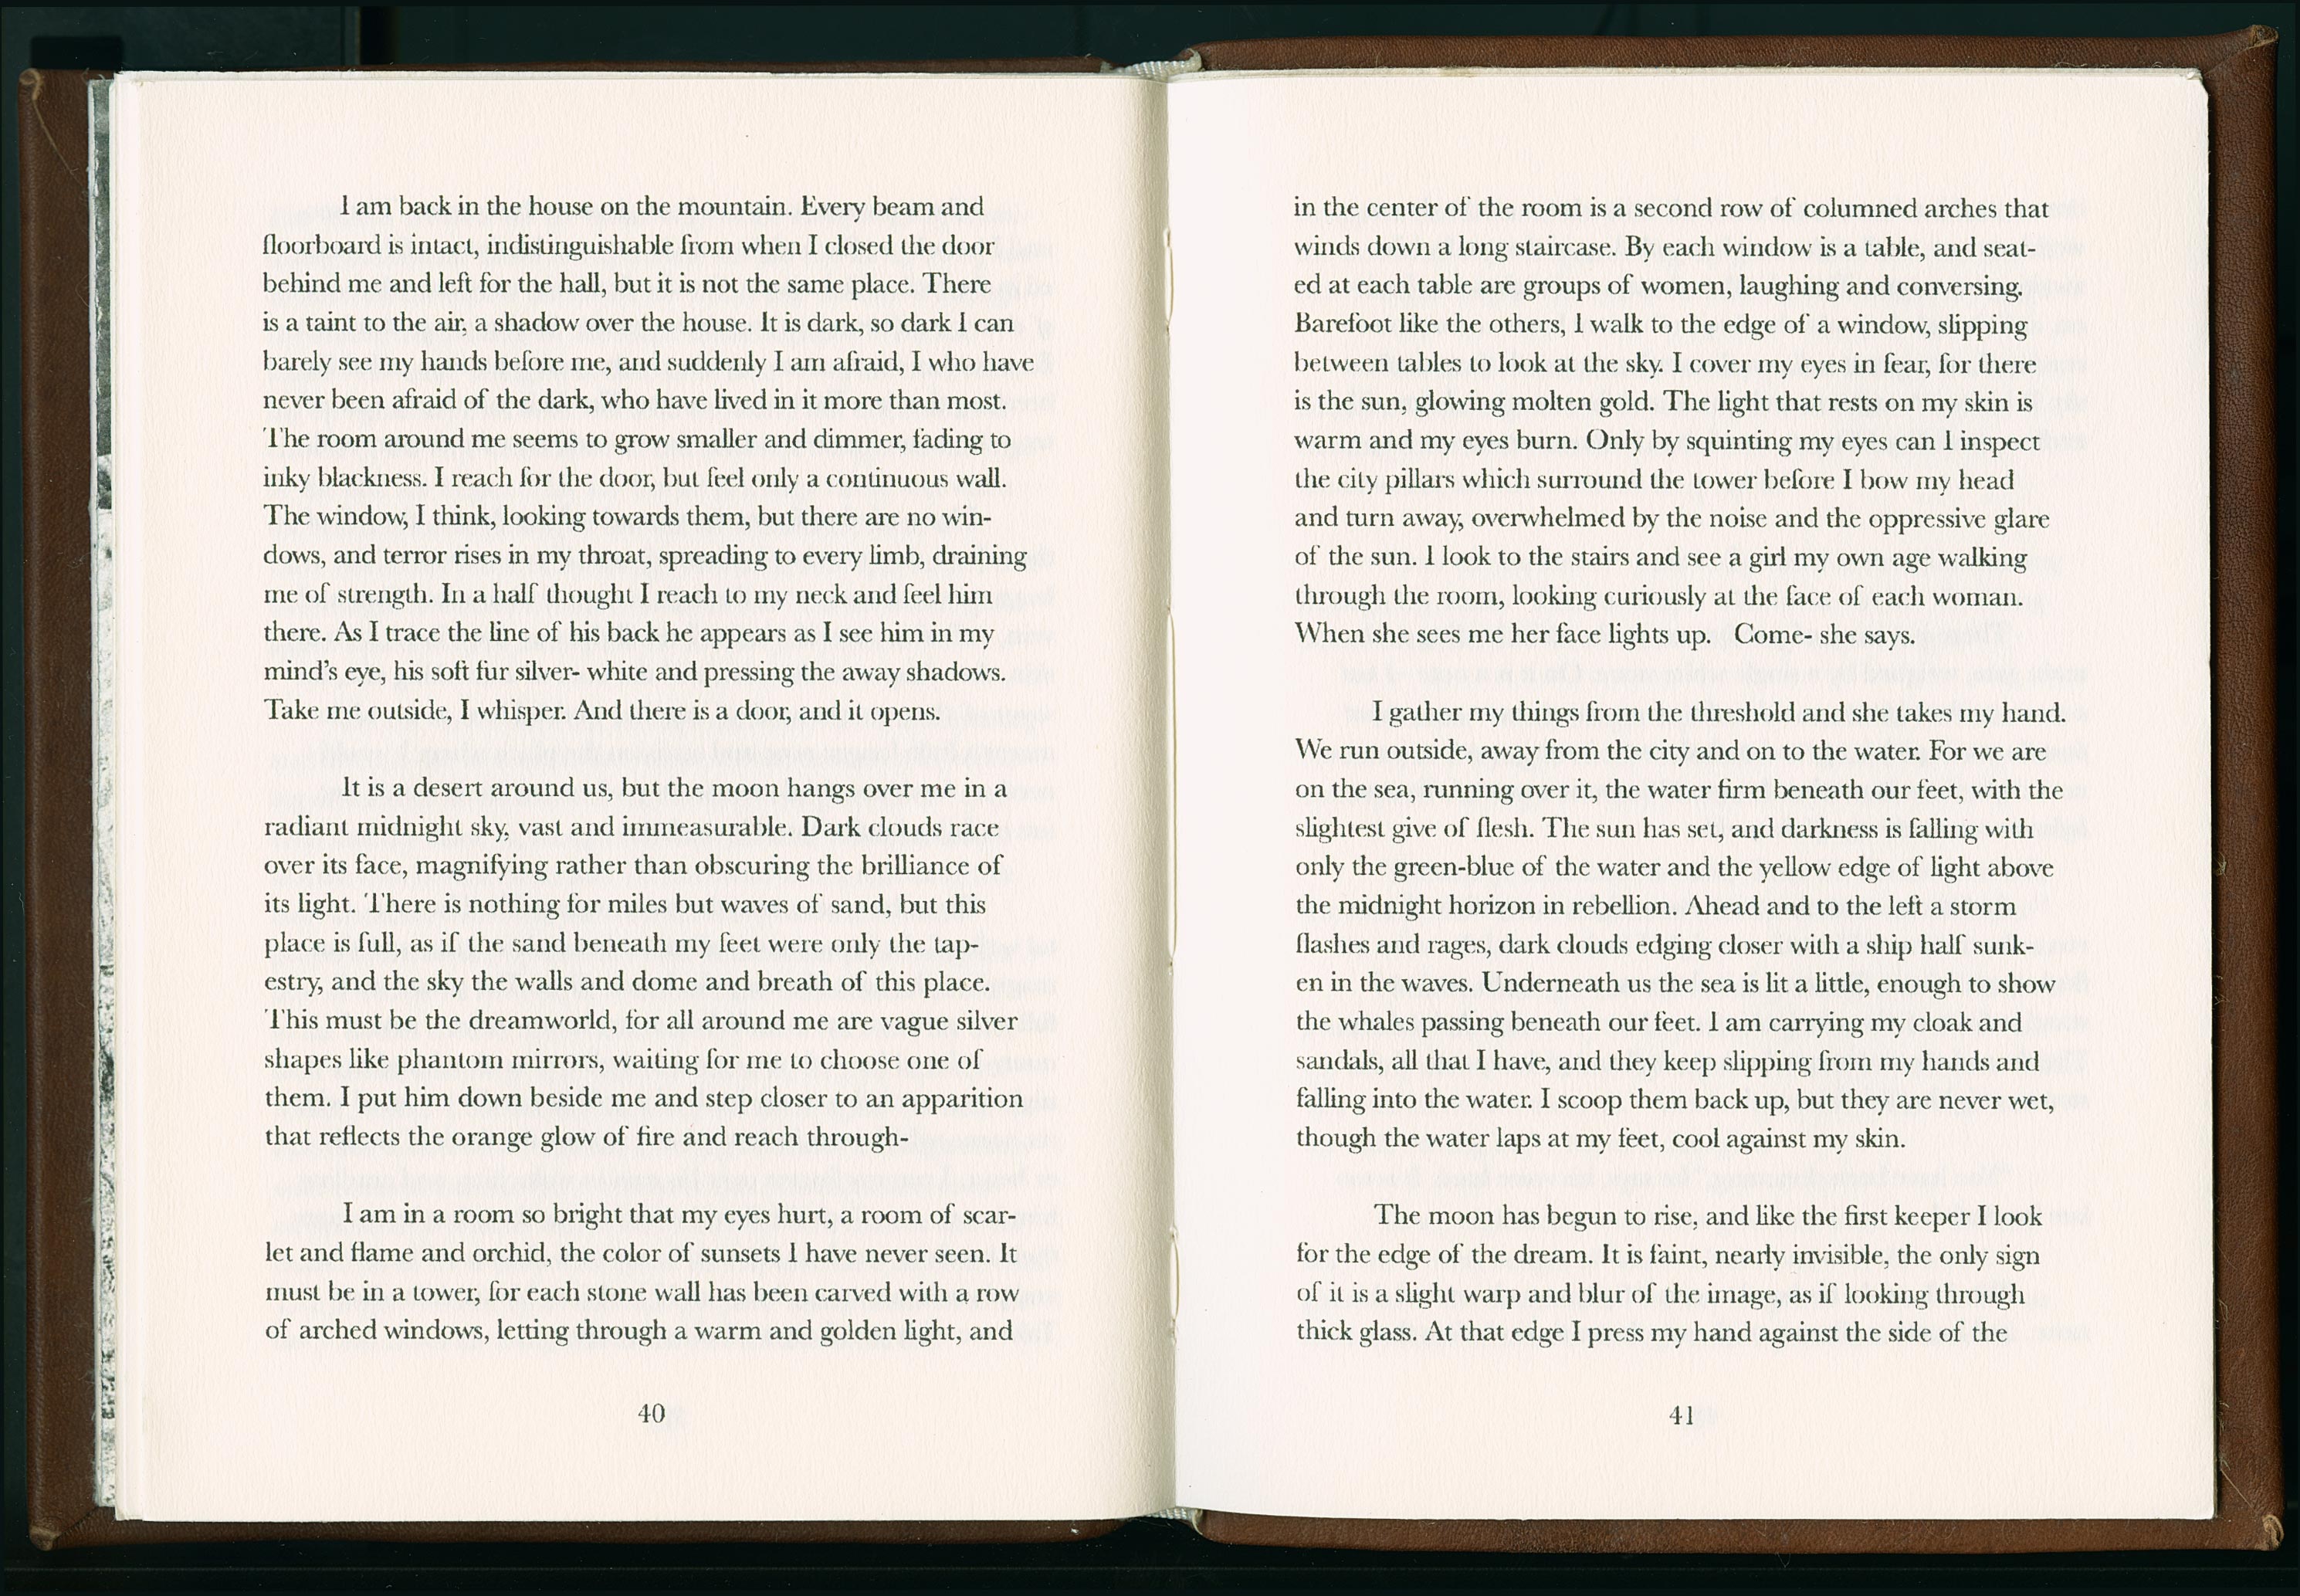 I am back in the house on the mountain. Every beam and
floorboard is intact, indistinguishable from when I closed the door
behind me and left for the hall, but it is not the same place. There
is a taint to the air, a shadow over the house. It is dark, so dark I can
barely see my hands before me, and suddenly I am afraid, I who have
never been afraid of the dark, who have lived in it more than most.
The room around me seems to grow smaller and dimmer, fading to
inky blackness. I reach for the door, but feel only a continuous wall.
The window, I think, looking towards them, but there are no win-
dows, and terror rises in my throat, spreading to every limb, draining
me of strength. In a half thought I reach to my neck and feel him
there. As I trace the line of his back he appears as I see him in my
mind's eye, his soft fur silver- white and pressing the away shadows.
Take me outside, I whisper. And there is a door, and it opens.
It is a desert around us, but the moon hangs over me in a
radiant midnight sky, vast and immeasurable. Dark clouds race
over its face, magnifying rather than obscuring the brilliance of
its light. There is nothing for miles but waves of sand, but this
place is full, as if the sand beneath my feet were only the tap-
estry, and the sky the walls and dome and breath of this place.
This must be the dreamworld, for all around me are vague silver
shapes like phantom mirrors, waiting for me to choose one of
them. I put him down beside me and step closer to an apparition
that reflects the orange glow of fire and reach through-
I am in a room so bright that my eyes hurt, a room of scar-
let and flame and orchid, the color of sunsets I have never seen. It
must be in a tower, for each stone wall has been carved with a row
of arched windows, letting through a warm and golden light, and
40
in the center of the room is a second row of columned arches that
winds down a long staircase. By each window is a table, and seat-
ed at each table are groups of women, laughing and conversing.
Barefoot like the others, I walk to the edge of a window, slipping
between tables to look at the sky. I cover my eyes in fear, for there
is the sun, glowing molten gold. The light that rests on my skin is
warm and my eyes burn. Only by squinting my eyes can I inspect
the city pillars which surround the tower before I bow my head
and turn away, overwhelmed by the noise and the oppressive glare
of the sun. I look to the stairs and see a girl my own age walking
through the room, looking curiously at the face of each woman.
When she sees me her face lights up.   Come- she says.
I gather my things from the threshold and she takes my hand.
We run outside, away from the city and on to the water. For we are
on the sea, running over it, the water firm beneath our feet, with the
slightest give of flesh. The sun has set, and darkness is falling with
only the green-blue of the water and the yellow edge of light above
the midnight horizon in rebellion. Ahead and to the left a storm
flashes and rages, dark clouds edging closer with a ship half sunk-
en in the waves. Underneath us the sea is lit a little, enough to show
the whales passing beneath our feet. I am carrying my cloak and
sandals, all that I have, and they keep slipping from my hands and
falling into the water. I scoop them back up, but they are never wet,
though the water laps at my feet, cool against my skin.
The moon has begun to rise, and like the first keeper I look
for the edge of the dream. It is faint, nearly invisible, the only sign
of it is a slight warp and blur of the image, as if looking through
thick glass. At that edge I press my hand against the side of the
41